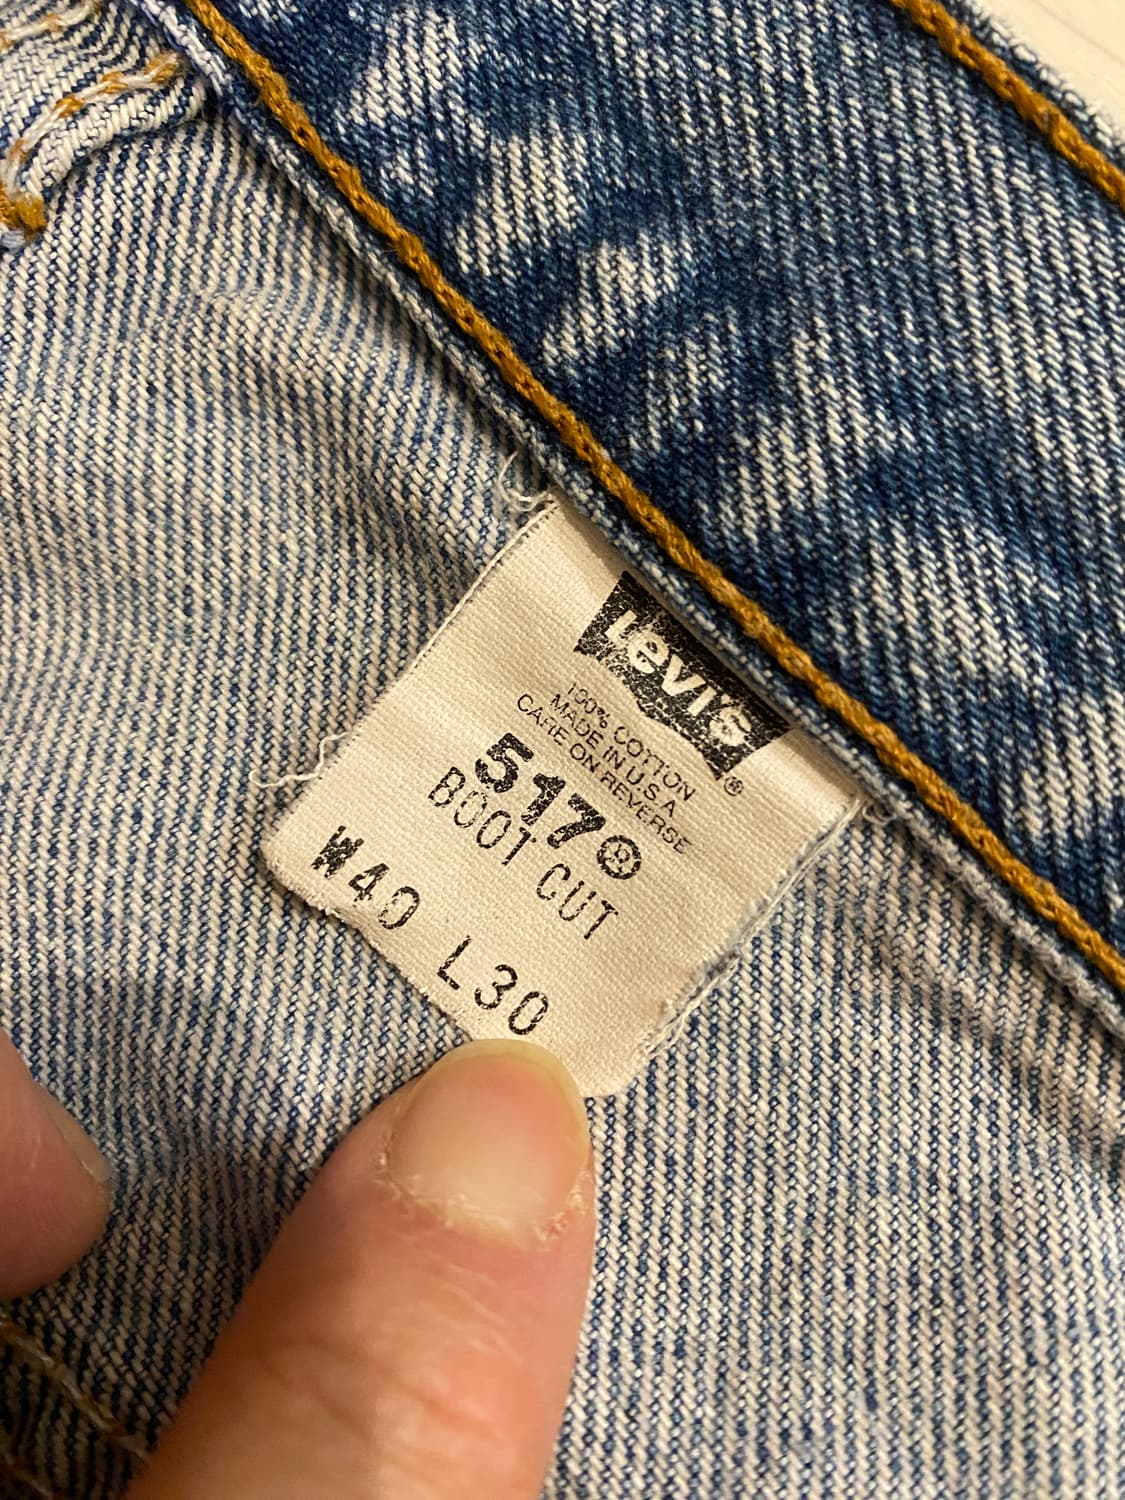 Levi's®
100% COTTON
MADE IN U.S.A
CARE ON REVERSE
517®
BOOT CUT
W40 L30